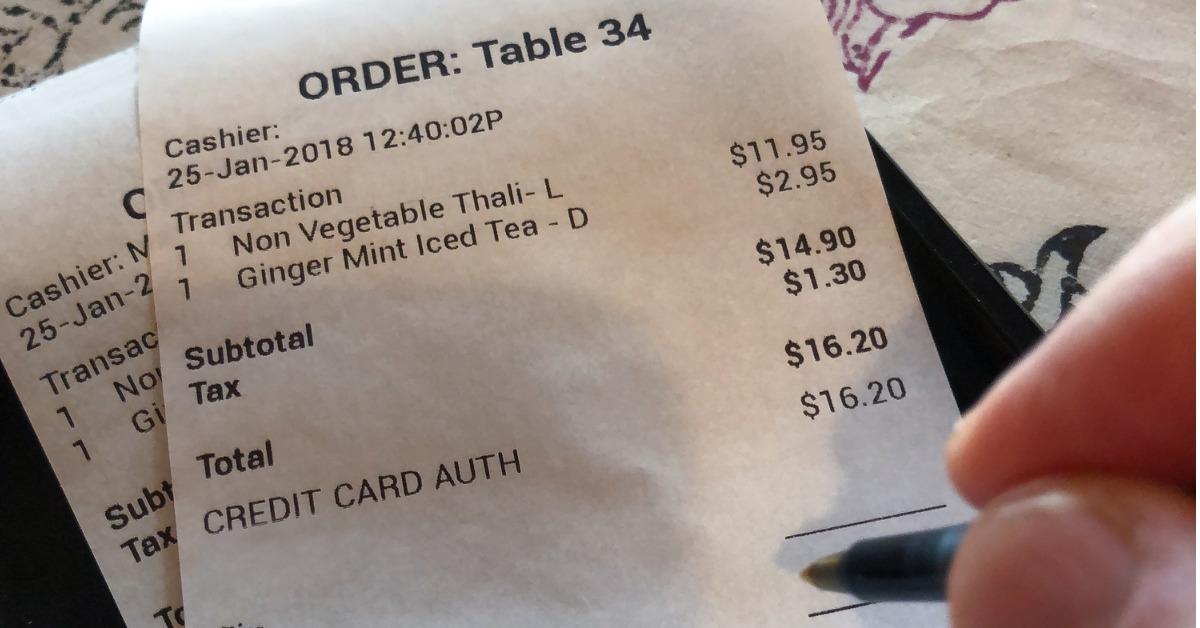 ORDER: Table 34
Cashier:
25-Jan-2018 12:40:02P
Transaction
1 Non Vegetable Thali- L $11.95
1 Ginger Mint Iced Tea - D $2.95
Subtotal $14.90
Tax $1.30
Total $16.20
CREDIT CARD AUTH $16.20
Cashier:
25-Jan-2
Transac
1
1 Gi
Subt
Tax